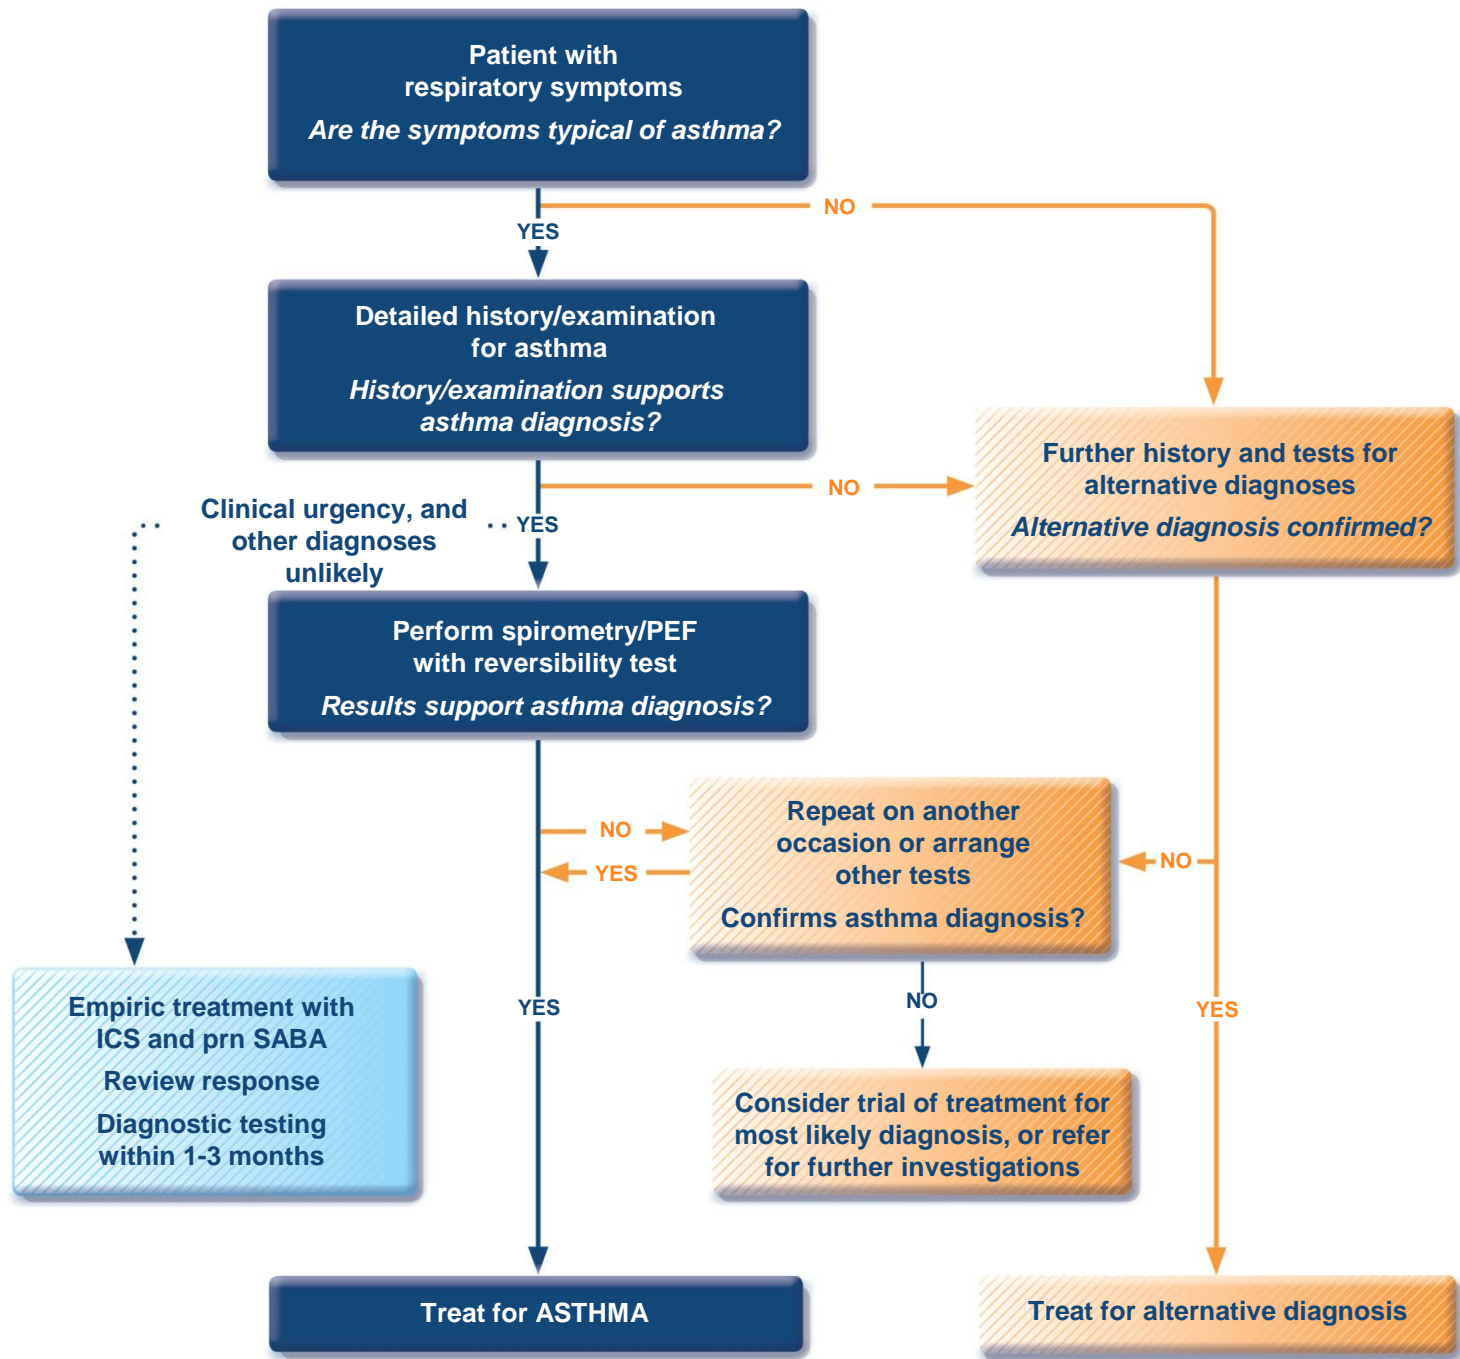 Patient with
respiratory symptoms
Are the symptoms typical of asthma?
NO
YES
Detailed history/examination
for asthma
History/examination supports
asthma diagnosis?
Further history and tests for
alternative diagnoses
Alternative diagnosis confirmed?
NO
Clinical urgency, and
other diagnoses
unlikely
YES
Perform spirometry/PEF
with reversibility test
Results support asthma diagnosis?
Repeat on another
occasion or arrange
other tests
Confirms asthma diagnosis?
NO
YES
NO
Empiric treatment with
ICS and prn SABA
Review response
Diagnostic testing
within 1-3 months
YES
NO
YES
Consider trial of treatment for
most likely diagnosis, or refer
for further investigations
Treat for ASTHMA
Treat for alternative diagnosis